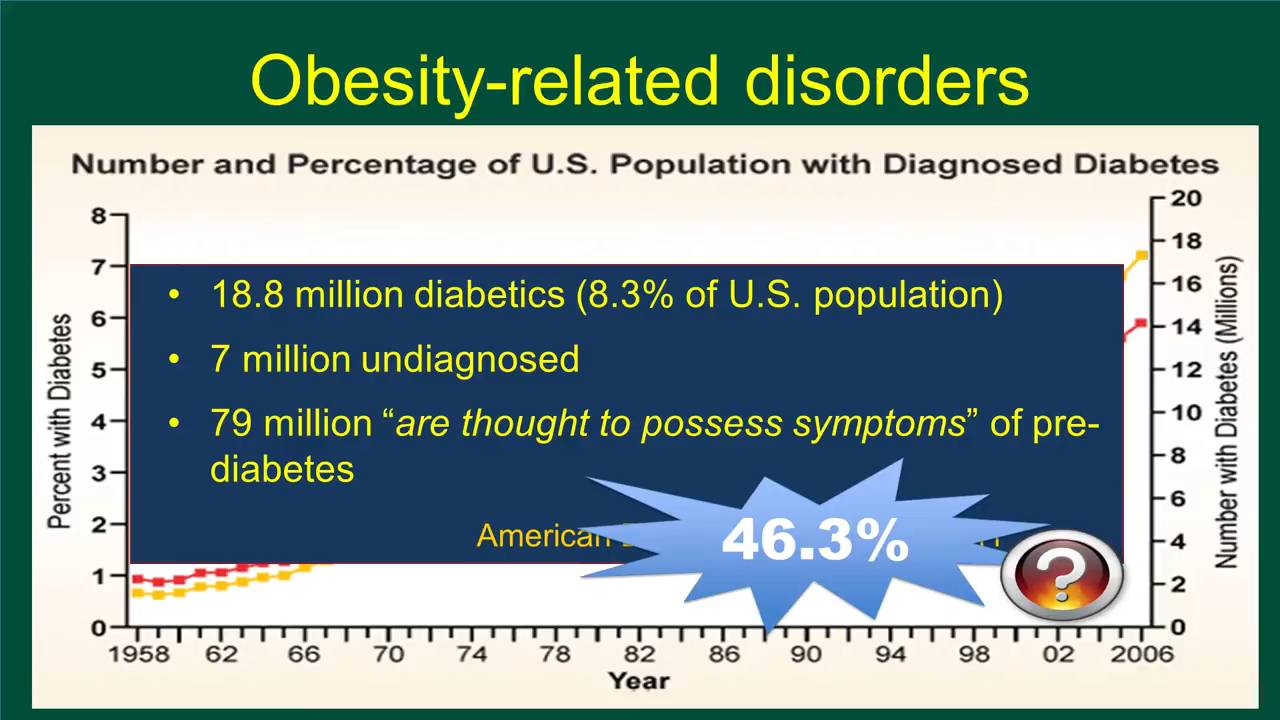 Obesity-related disorders
Number and Percentage of U.S. Population with Diagnosed Diabetes
8
7
6
5
4
3
2
1
0
Percent with Diabetes
20
18
16
14
12
10
8
6
4
2
0
Number with Diabetes (Millions)
• 18.8 million diabetics (8.3% of U.S. population)
• 7 million undiagnosed
• 79 million “are thought to possess symptoms” of pre-
diabetes
American
46.3%
?
1958 62 66 70 74 78 82 86 90 94 98 02 2006
Year